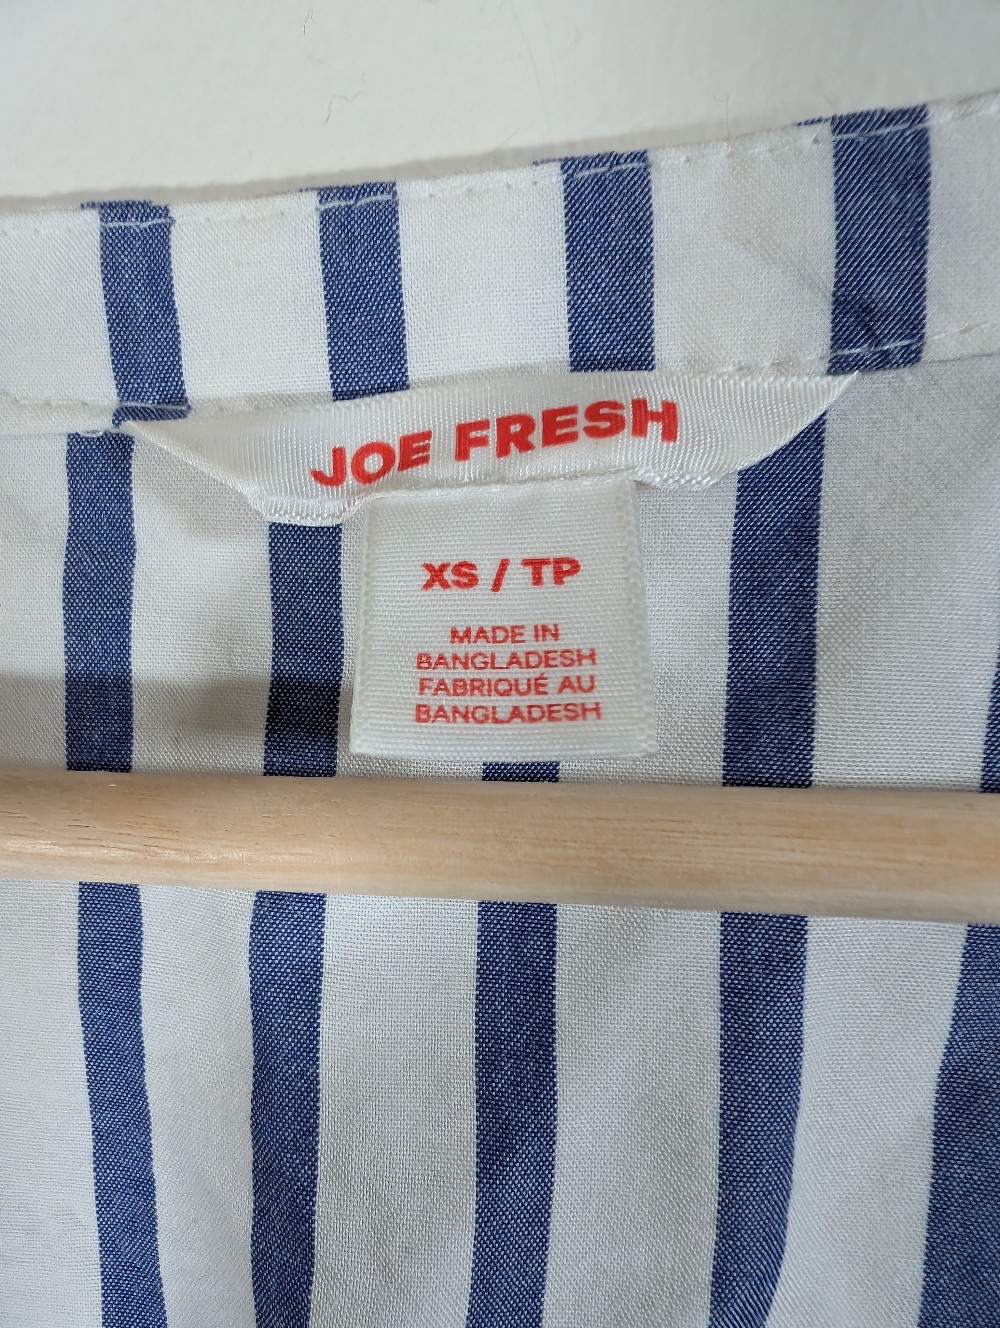 JOE FRESH
XS / TP
MADE IN
BANGLADESH
FABRIQUÉ AU
BANGLADESH